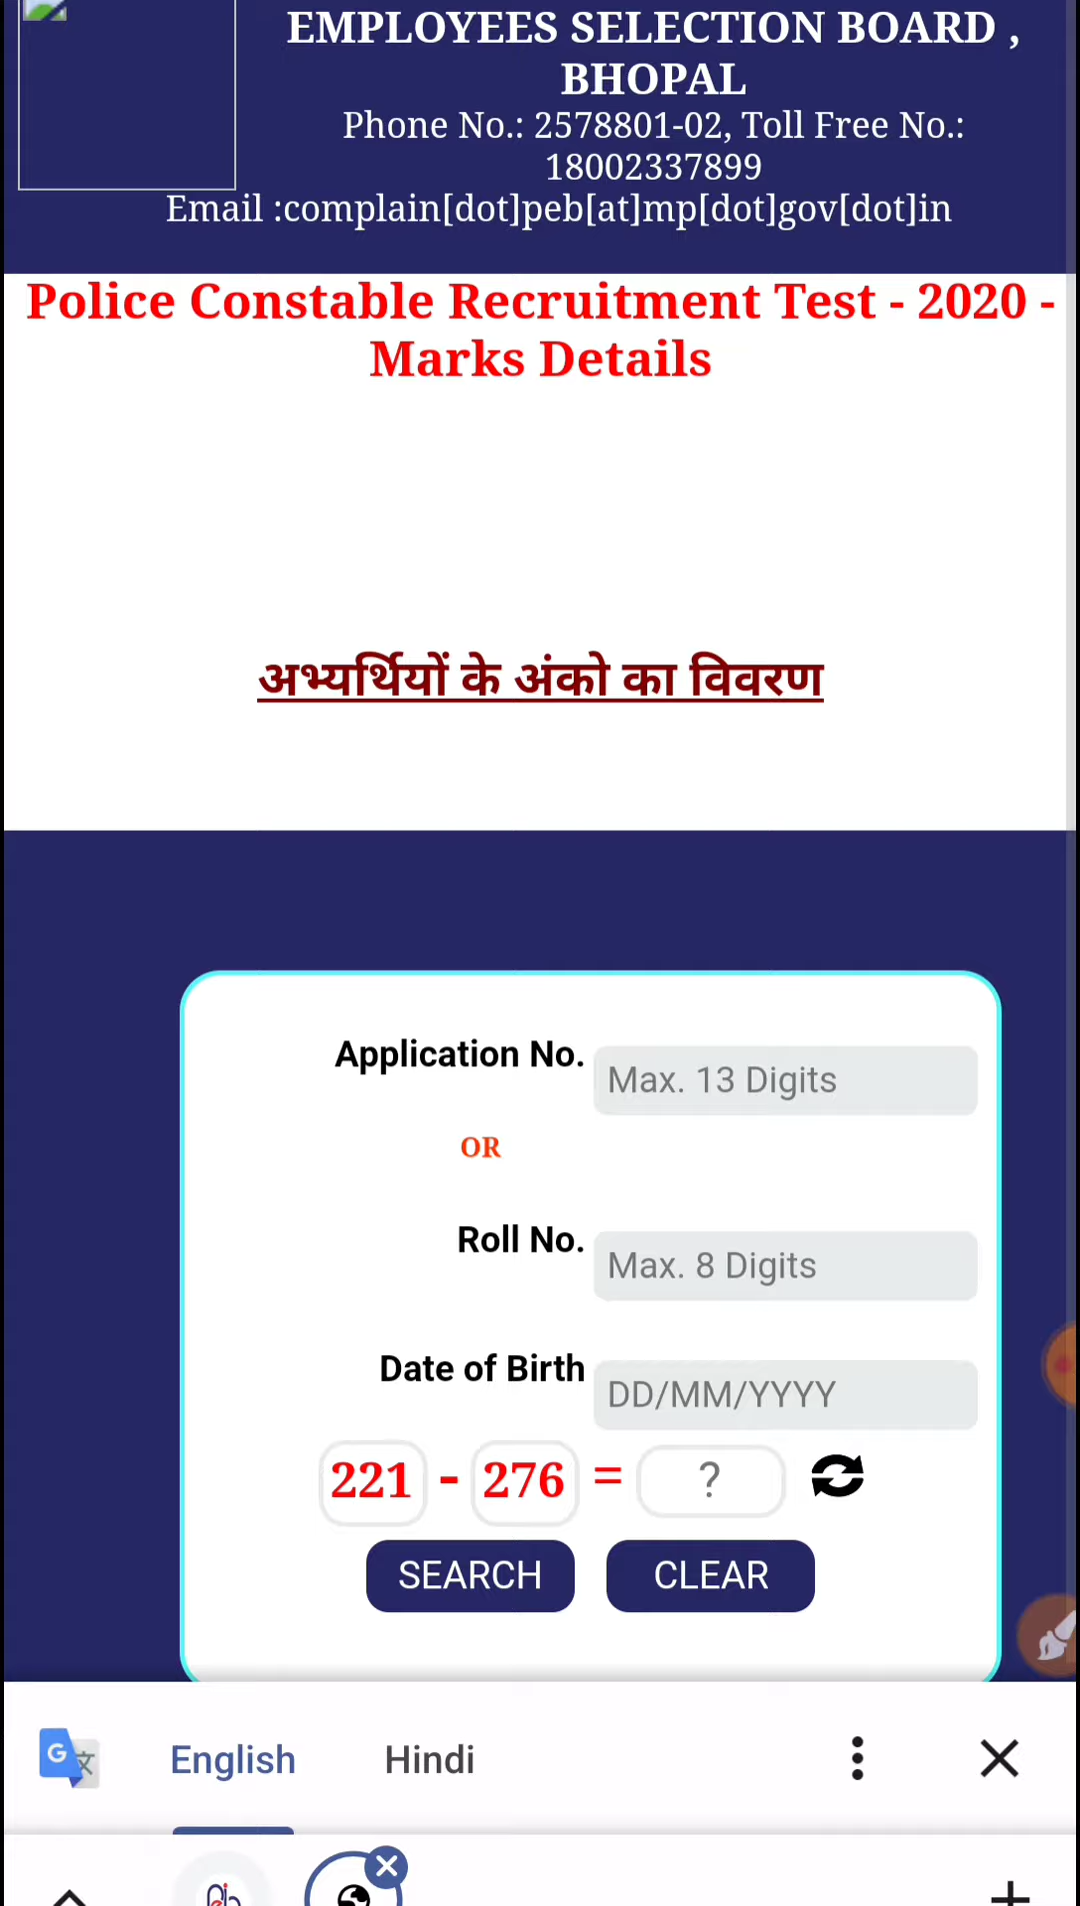 EMPLOYEES SELECTION BOARD ,
BHOPAL
Phone No.: 2578801-02, Toll Free No.:
18002337899
Email :complain[dot]peb[at]mp[dot]gov[dot]in
Police Constable Recruitment Test - 2020 -
Marks Details
अभ्यर्थियों के अंको का विवरण
Application No. Max. 13 Digits
OR
Roll No. Max. 8 Digits
Date of Birth DD/MM/YYYY
221 - 276 = ?
SEARCH CLEAR
English Hindi